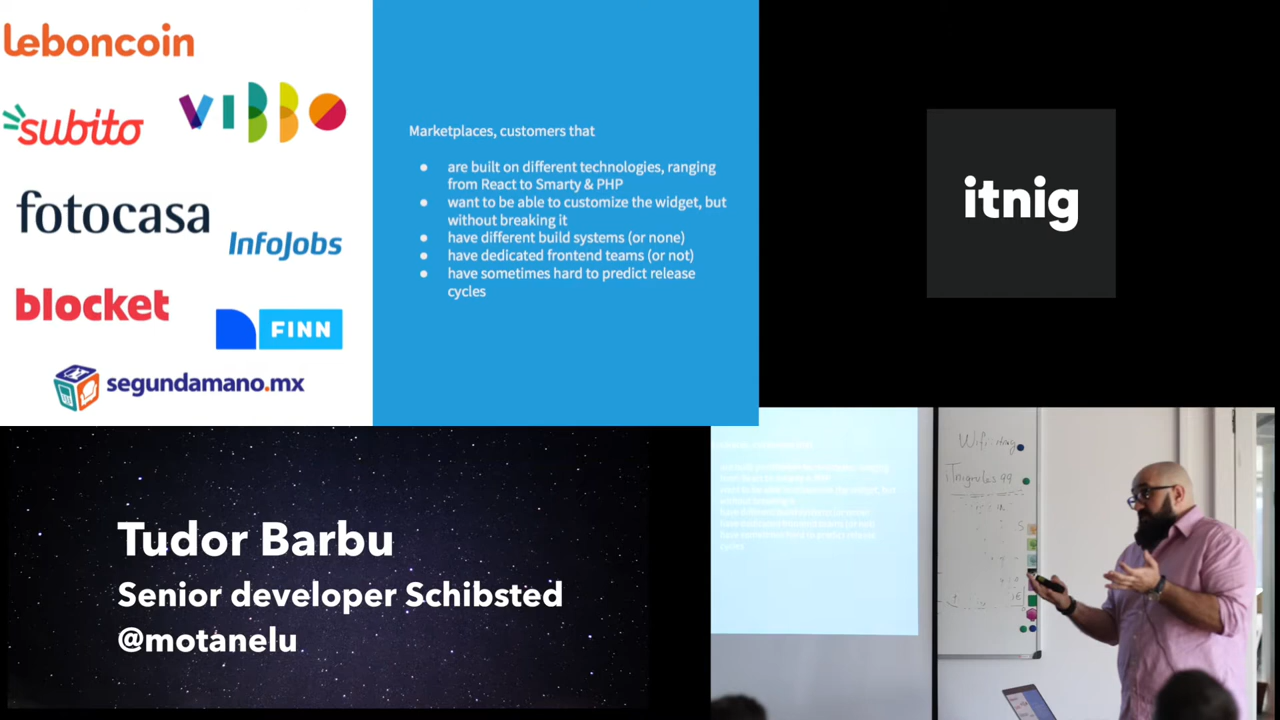 leboncoin
VIBBO
subito
fotocasa
InfoJobs
blocket
FINN
segundamano.mx
Marketplaces, customers that
● are built on different technologies, ranging
from React to Smarty & PHP
● want to be able to customize the widget, but
without breaking it
● have different build systems (or none)
● have dedicated frontend teams (or not)
● have sometimes hard to predict release
cycles
itnig
Tudor Barbu
Senior developer Schibsted
@motanelu
Wifi-itnig
iTnigrules99